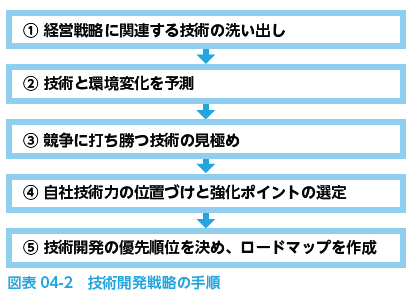 ① 経営戦略に関連する技術の洗い出し
② 技術と環境変化を予測
③ 競争に打ち勝つ技術の見極め
④ 自社技術力の位置づけと強化ポイントの選定
⑤ 技術開発の優先順位を決め、ロードマップを作成
図表 04-2　技術開発戦略の手順